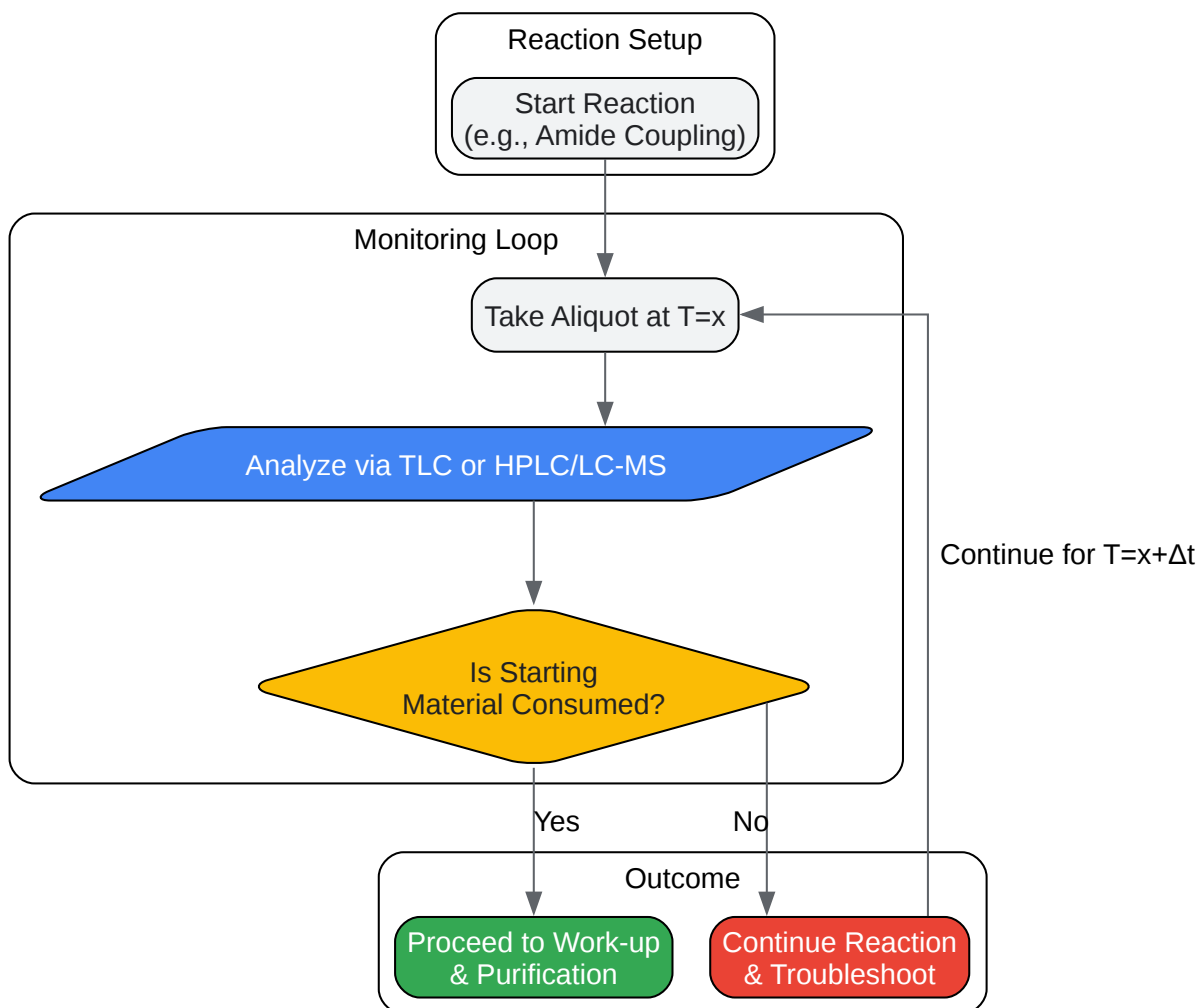 Reaction Setup
Start Reaction
(e.g., Amide Coupling)
Monitoring Loop
Take Aliquot at T=x
Analyze via TLC or HPLC/LC-MS
Continue for T=x+Δt
Is Starting
Material Consumed?
Yes
No
Outcome
Proceed to Work-up
& Purification
Continue Reaction
& Troubleshoot